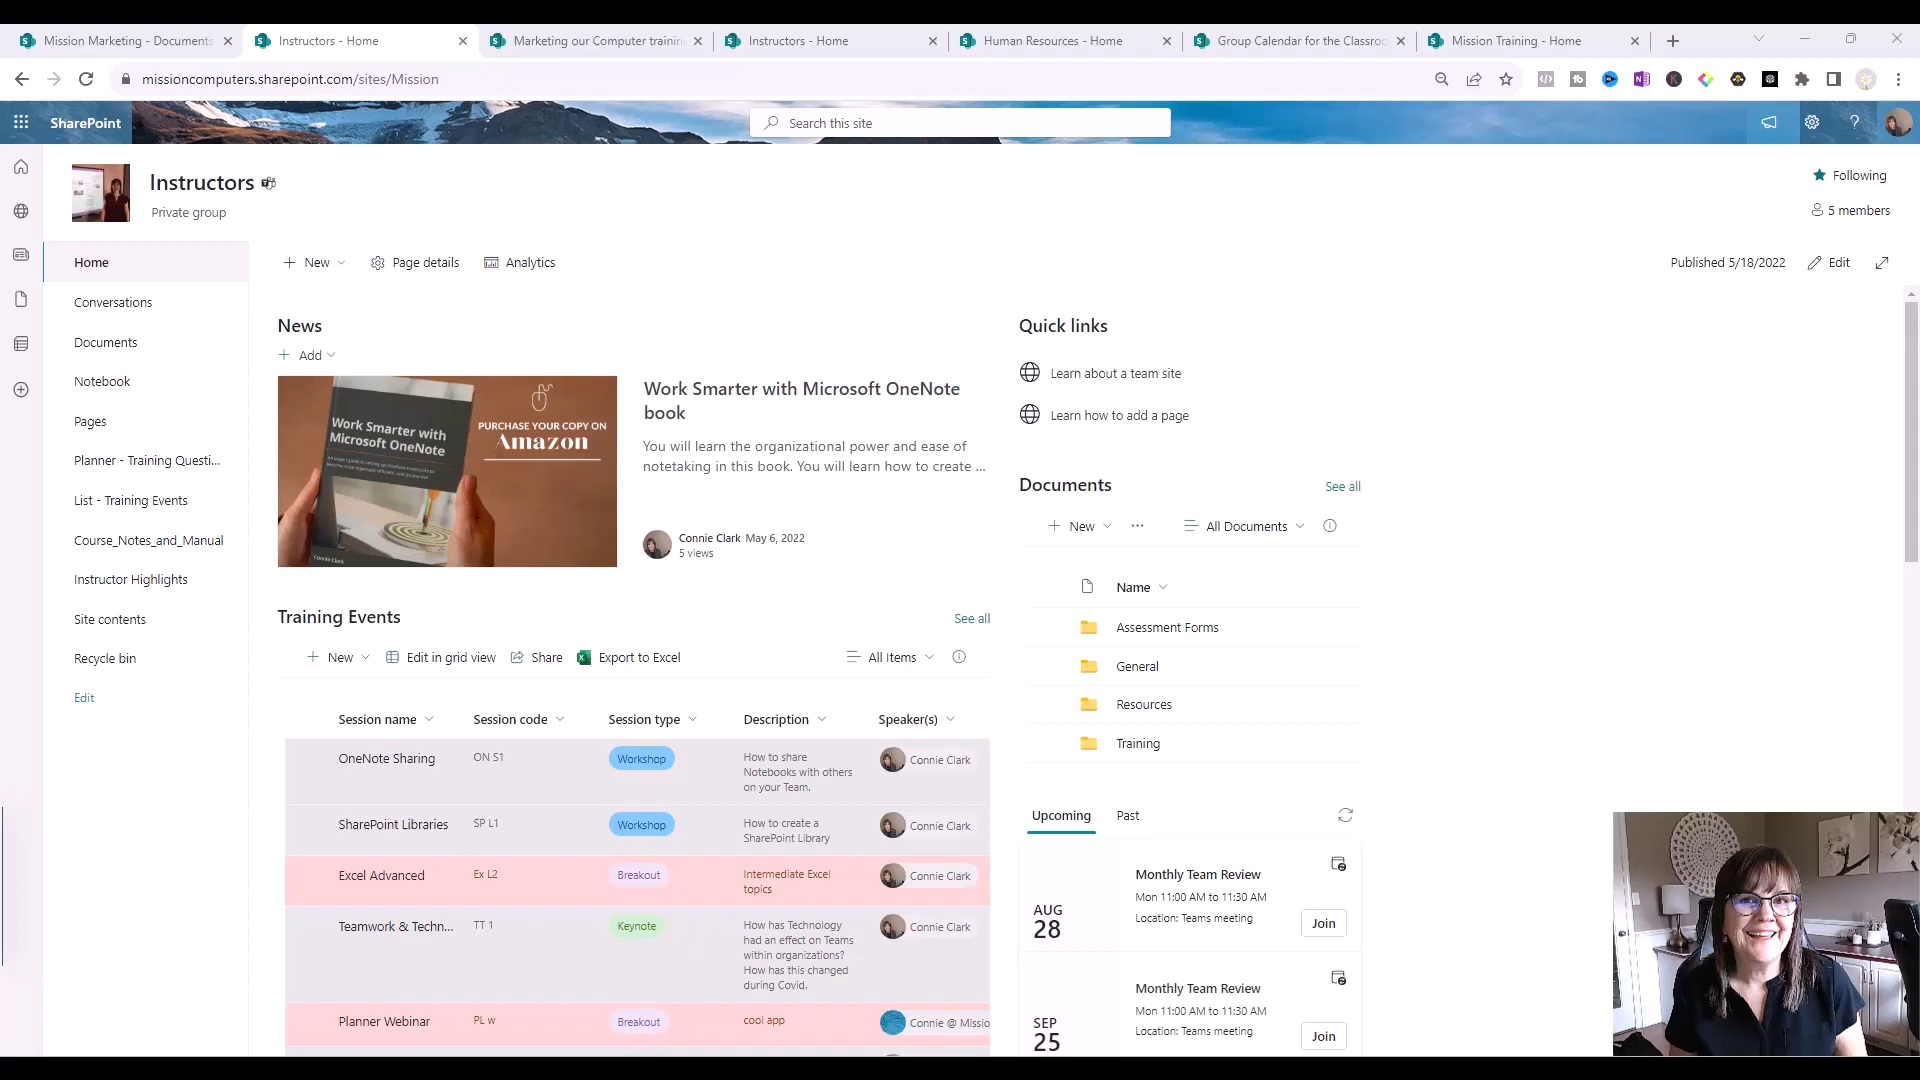 Mission Marketing - Documents
Instructors - Home
Marketing our Computer trainin
Instructors - Home
Human Resources - Home
Group Calendar for the Classroo
Mission Training - Home
missioncomputers.sharepoint.com/sites/Mission
SharePoint
Search this site
Instructors
Private group
Following
5 members
Home
Conversations
Documents
Notebook
Pages
Planner - Training Questi...
List - Training Events
Course_Notes_and_Manual
Instructor Highlights
Site contents
Recycle bin
Edit
New
Page details
Analytics
Published 5/18/2022
Edit
News
Add
Work Smarter with
Microsoft OneNote
Connie Clark
PURCHASE YOUR COPY ON
Amazon
Work Smarter with Microsoft OneNote
book
You will learn the organizational power and ease of
notetaking in this book. You will learn how to create ...
Connie Clark May 6, 2022
5 views
Training Events
See all
New
Edit in grid view
Share
Export to Excel
All Items
Session name
Session code
Session type
Description
Speaker(s)
OneNote Sharing
ON S1
Workshop
How to share
Notebooks with others
on your Team.
Connie Clark
SharePoint Libraries
SP L1
Workshop
How to create a
SharePoint Library
Connie Clark
Excel Advanced
Ex L2
Breakout
Intermediate Excel
topics
Connie Clark
Teamwork & Techn...
TT 1
Keynote
How has Technology
had an effect on Teams
within organizations?
How has this changed
during Covid.
Connie Clark
Planner Webinar
PL w
Breakout
cool app
Connie @ Missio
Quick links
Learn about a team site
Learn how to add a page
Documents
See all
New
All Documents
Name
Assessment Forms
General
Resources
Training
Upcoming
Past
AUG
28
Monthly Team Review
Mon 11:00 AM to 11:30 AM
Location: Teams meeting
Join
SEP
25
Monthly Team Review
Mon 11:00 AM to 11:30 AM
Location: Teams meeting
Join